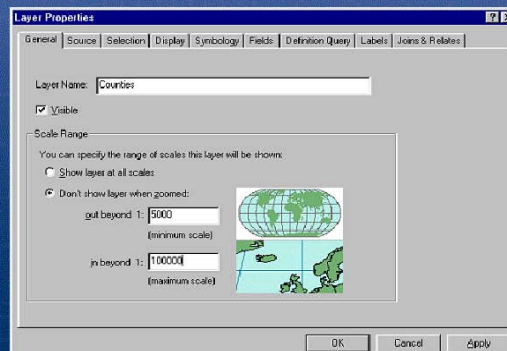 Layer Properties
General Source Selection Display Symbology Fields Definition Query Labels Joins & Relates
Layer Name: Counties
Visible
Scale Range
You can specify the range of scales this layer will be shown:
Show layer at all scales
Don't show layer when zoomed:
out beyond 1: 5000
(minimum scale)
in beyond 1: 100000
(maximum scale)
OK Cancel Apply